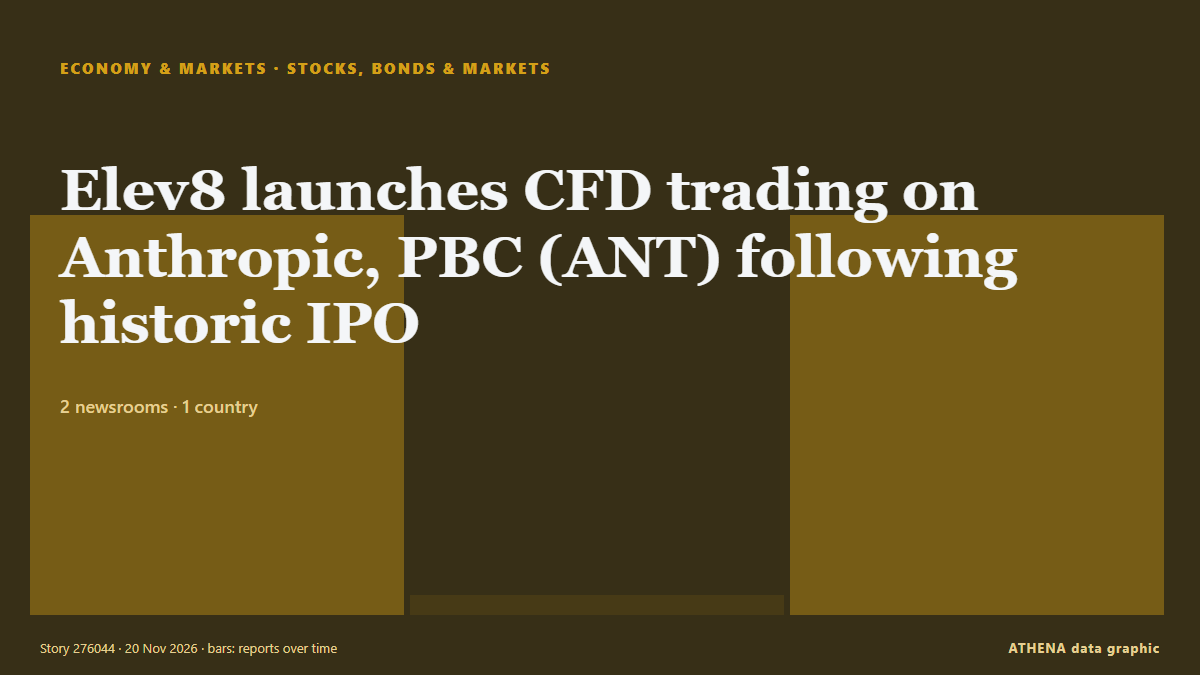 ECONOMY & MARKETS · STOCKS, BONDS & MARKETS
Elev8 launches CFD trading on
Anthropic, PBC (ANT) following
historic IPO
2 newsrooms · 1 country
Story 276044 · 20 Nov 2026 · bars: reports over time
ATHENA data graphic